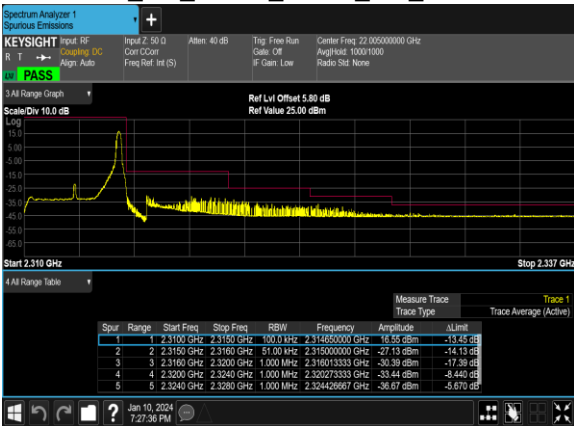 Spectrum Analyzer 1
Spurious Emissions
KEYSIGHT Input: RF Input Z: 50 Ω Atten: 40 dB Trig: Free Run Center Freq: 22.005000000 GHz
R T Coupling: DC Corr CCorr Gate: Off Avg|Hold: 1000/1000
Align: Auto Freq Ref: Int (S) IF Gain: Low Radio Std: None
PASS
3 All Range Graph
Ref Lvl Offset 5.80 dB
Scale/Div 10.0 dB Ref Value 25.00 dBm
Log
15.0
5.00
-5.00
-15.0
-25.0
-35.0
-45.0
-55.0
-65.0
Start 2.310 GHz Stop 2.337 GHz
4 All Range Table
Measure Trace Trace 1
Trace Type Trace Average (Active)
Spur Range Start Freq Stop Freq RBW Frequency Amplitude ΔLimit
1 1 2.3100 GHz 2.3150 GHz 100.0 kHz 2.314650000 GHz 16.55 dBm -13.45 dB
2 2 2.3150 GHz 2.3160 GHz 51.00 kHz 2.315000000 GHz -27.13 dBm -14.13 dB
3 3 2.3160 GHz 2.3200 GHz 1.000 MHz 2.316013333 GHz -30.39 dBm -17.39 dB
4 4 2.3200 GHz 2.3240 GHz 1.000 MHz 2.320273333 GHz -33.44 dBm -8.440 dB
5 5 2.3240 GHz 2.3280 GHz 1.000 MHz 2.324426667 GHz -36.67 dBm -5.670 dB
? Jan 10, 2024
7:27:36 PM